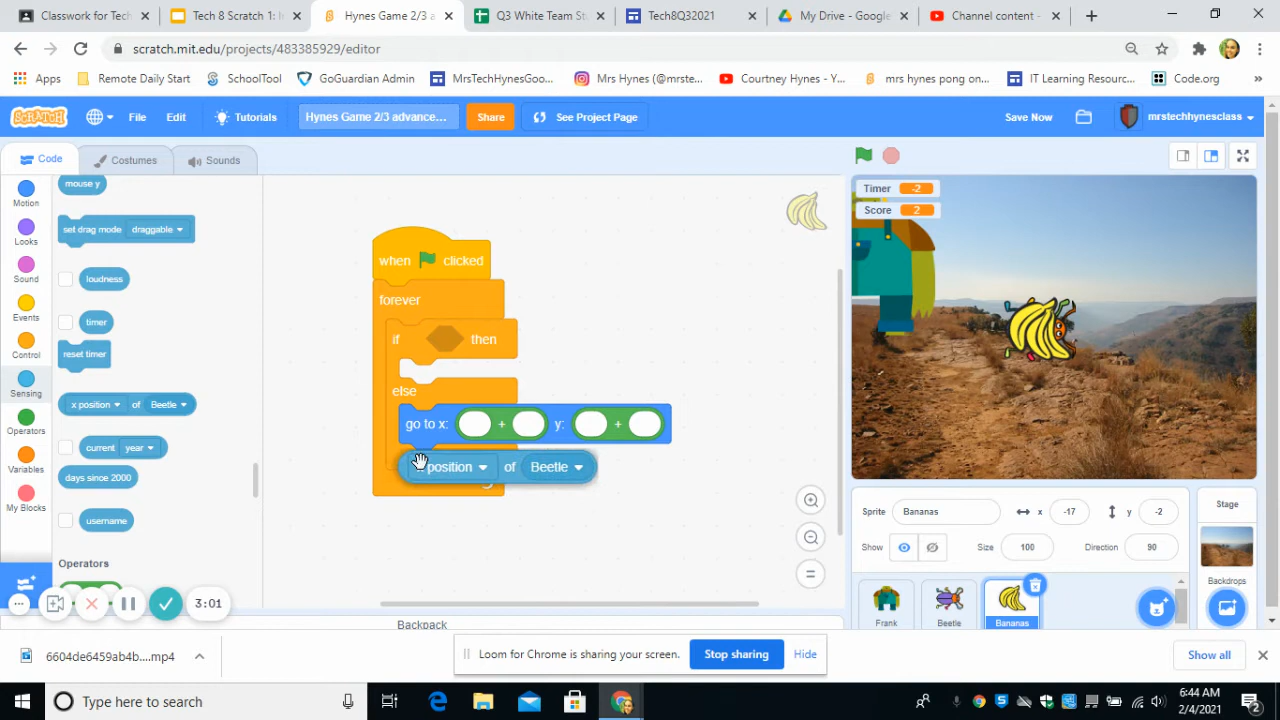 Classwork for Tech
Tech 8 Scratch 1: I
Hynes Game 2/3 a
Q3 White Team S
Tech8Q32021
My Drive - Google
Channel content -
scratch.mit.edu/projects/483385929/editor
Apps
Remote Daily Start
SchoolTool
GoGuardian Admin
MrsTechHynesGoo...
Mrs Hynes (@mrste...
Courtney Hynes - Y...
mrs hynes pong on...
IT Learning Resourc...
Code.org
SCRATCH
File
Edit
Tutorials
Hynes Game 2/3 advance...
Share
See Project Page
Save Now
mrstechhynesclass
Code
Costumes
Sounds
Motion
Looks
Sound
Events
Control
Sensing
Operators
Variables
My Blocks
mouse y
set drag mode draggable
loudness
timer
reset timer
x position of Beetle
current year
days since 2000
username
Operators
when clicked
forever
if then
else
go to x: + y: +
position of Beetle
Timer -2
Score 2
Sprite Bananas x -17 y -2
Show Size 100 Direction 90
Frank
Beetle
Bananas
Stage
Backdrops
1
3:01
Backpack
6604de6459ab4b....mp4
Loom for Chrome is sharing your screen.
Stop sharing
Hide
Show all
Type here to search
6:44 AM
2/4/2021
2